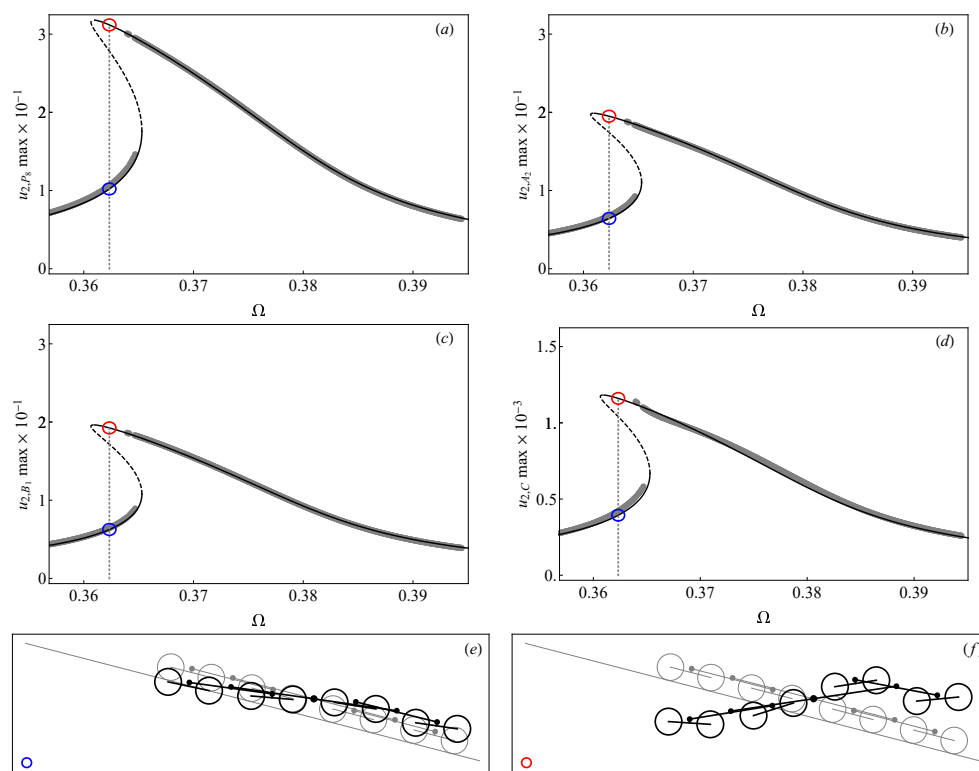 (a)
u₂,P₈ max × 10⁻¹
3
2
1
0
0.36 0.37 0.38 0.39
Ω
(b)
u₂,A₂ max × 10⁻¹
3
2
1
0
0.36 0.37 0.38 0.39
Ω
(c)
u₂,B₁ max × 10⁻¹
3
2
1
0
0.36 0.37 0.38 0.39
Ω
(d)
u₂,C max × 10⁻³
1.5
1.
0.5
0.
0.36 0.37 0.38 0.39
Ω
(e)
(f)